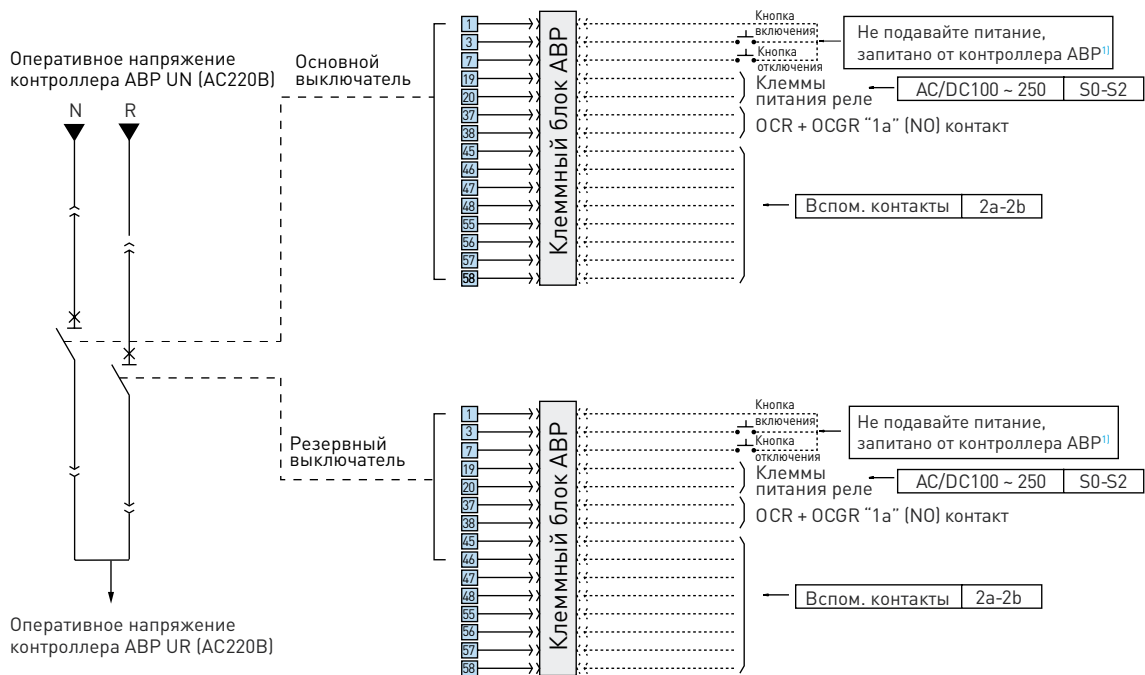 Оперативное напряжение
контроллера АВР UN (AC220В)
N
R
Основной
выключатель
1
3
7
19
20
37
38
45
46
47
48
55
56
57
58
Клеммный блок АВР
Кнопка
включения
Кнопка
отключения
Не подавайте питание,
запитано от контроллера АВР1)
Клеммы
питания реле
AC/DC100 ~ 250
S0-S2
OCR + OCGR “1a” (NO) контакт
Вспом. контакты
2a-2b
Резервный
выключатель
1
3
7
19
20
37
38
45
46
47
48
55
56
57
58
Клеммный блок АВР
Кнопка
включения
Кнопка
отключения
Не подавайте питание,
запитано от контроллера АВР1)
Клеммы
питания реле
AC/DC100 ~ 250
S0-S2
OCR + OCGR “1a” (NO) контакт
Вспом. контакты
2a-2b
Оперативное напряжение
контроллера АВР UR (AC220В)